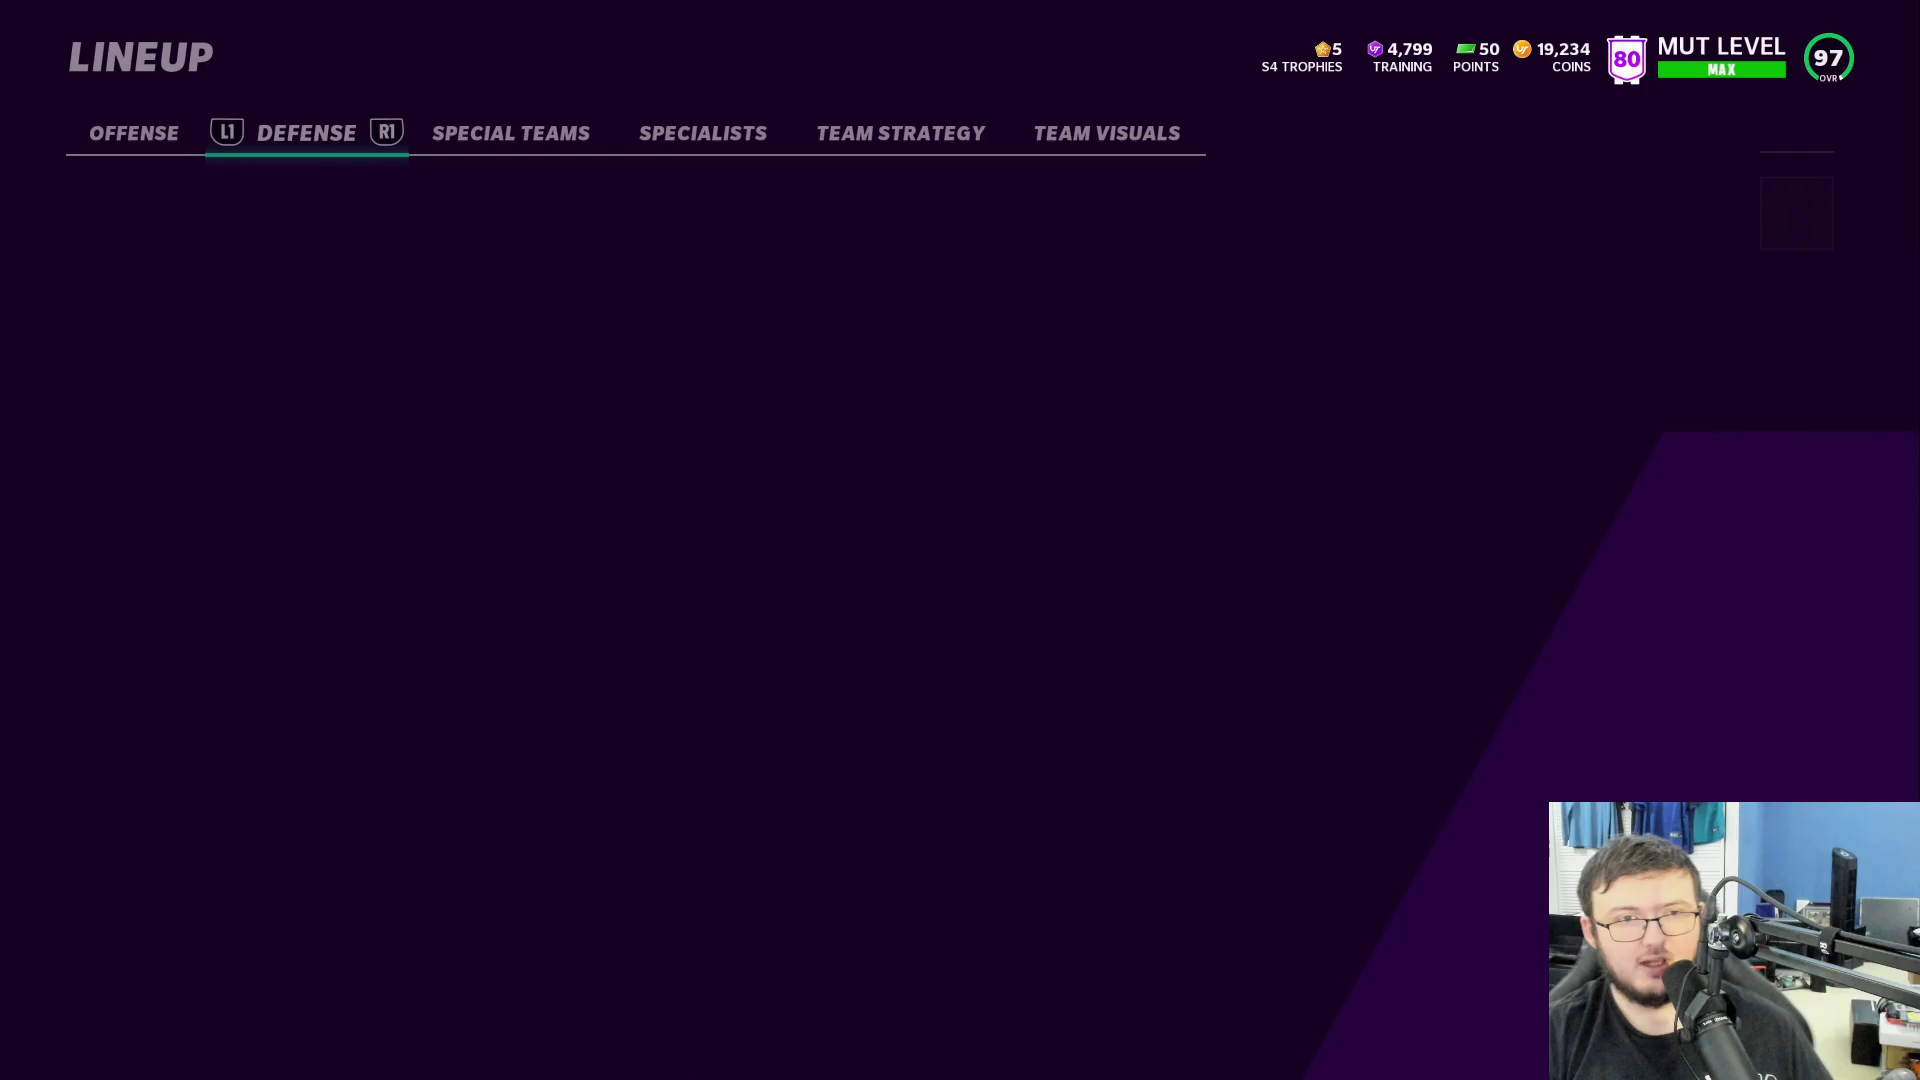 LINEUP
5
S4 TROPHIES
4,799
TRAINING
50
POINTS
19,234
COINS
80
MUT LEVEL
MAX
97
OVR
OFFENSE
L1
DEFENSE
R1
SPECIAL TEAMS
SPECIALISTS
TEAM STRATEGY
TEAM VISUALS